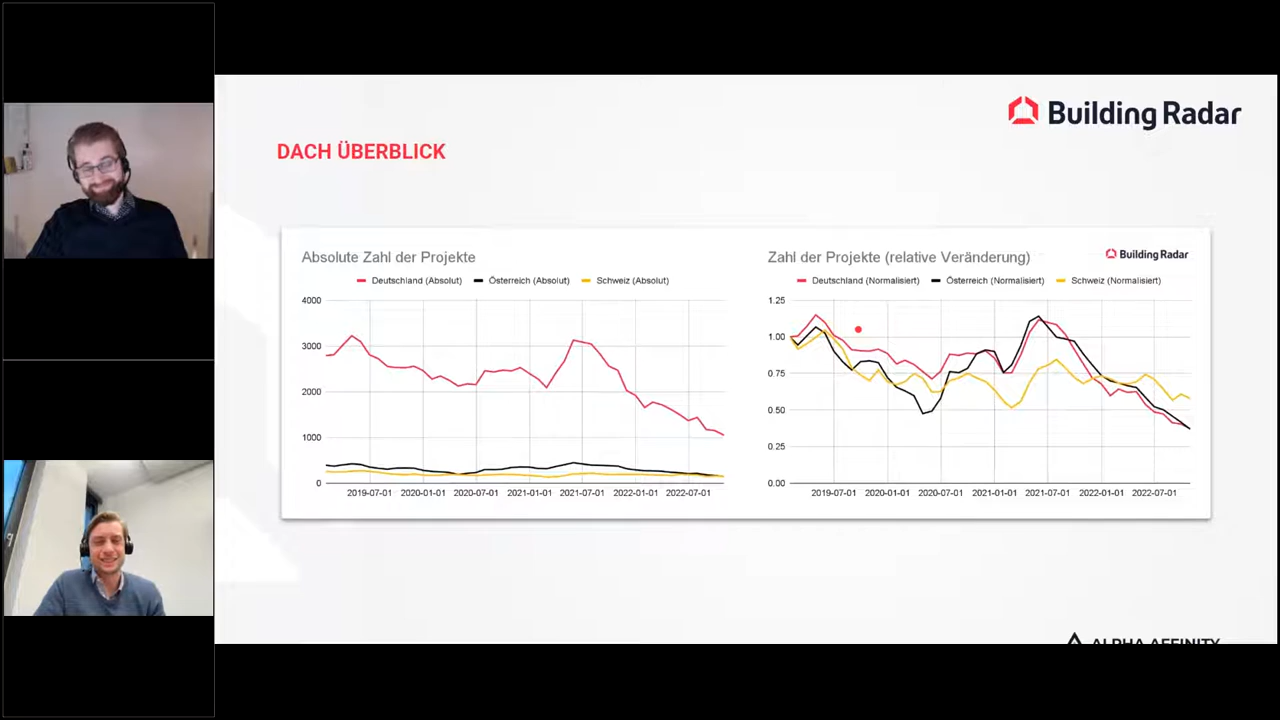 Building Radar
DACH ÜBERBLICK
Absolute Zahl der Projekte
Deutschland (Absolut) Österreich (Absolut) Schweiz (Absolut)
4000
3000
2000
1000
0
2019-07-01 2020-01-01 2020-07-01 2021-01-01 2021-07-01 2022-01-01 2022-07-01
Zahl der Projekte (relative Veränderung)
Building Radar
Deutschland (Normalisiert) Österreich (Normalisiert) Schweiz (Normalisiert)
1.25
1.00
0.75
0.50
0.25
0.00
2019-07-01 2020-01-01 2020-07-01 2021-01-01 2021-07-01 2022-01-01 2022-07-01
ALPHA AFFINITY